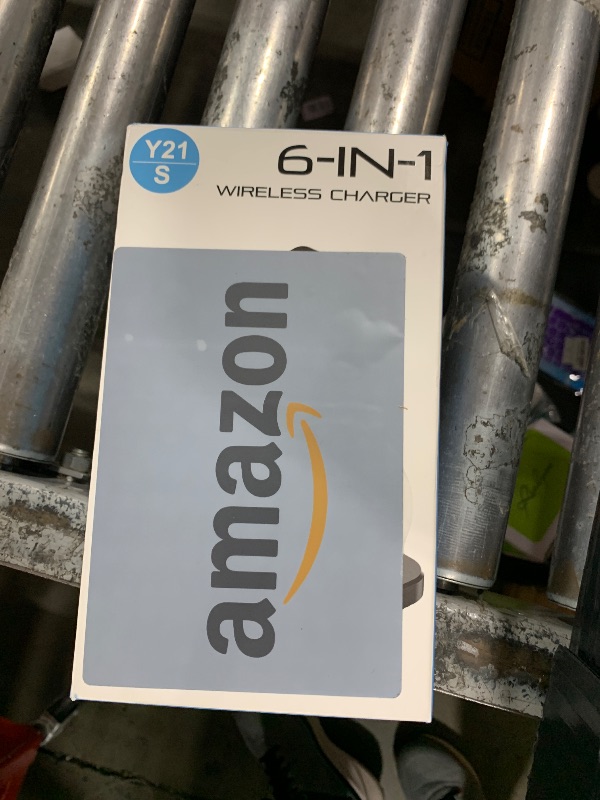 Y21
S
6-IN-1
WIRELESS CHARGER
amazon